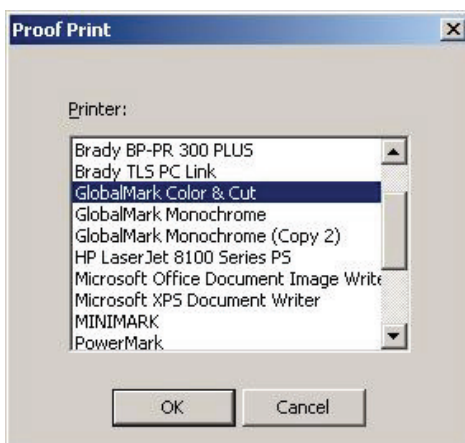 Proof Print
Printer:
Brady BP-PR 300 PLUS
Brady TLS PC Link
GlobalMark Color & Cut
GlobalMark Monochrome
GlobalMark Monochrome (Copy 2)
HP LaserJet 8100 Series PS
Microsoft Office Document Image Write
Microsoft XPS Document Writer
MINIMARK
PowerMark
OK
Cancel